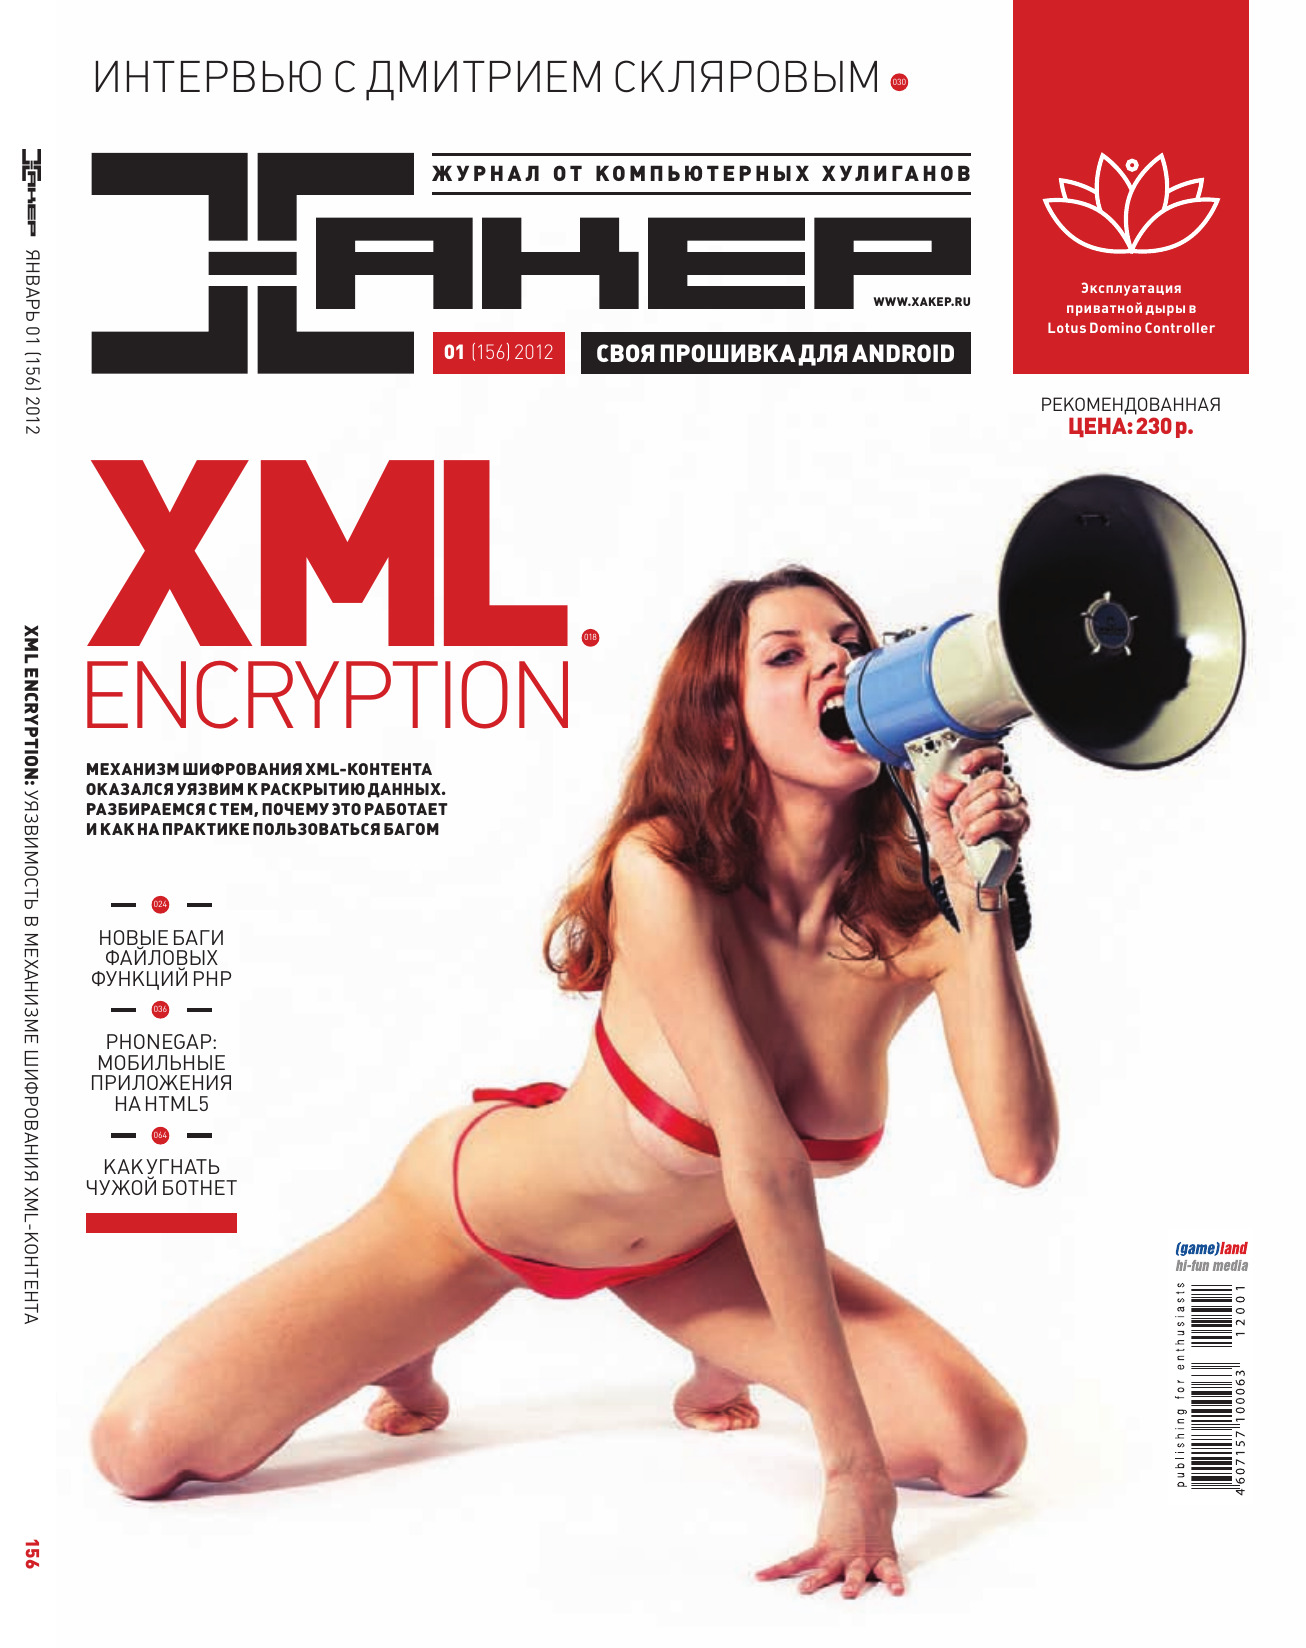 ИНТЕРВЬЮ С ДМИТРИЕМ СКЛЯРОВЫМ 030
ЖУРНАЛ ОТ КОМПЬЮТЕРНЫХ ХУЛИГАНОВ
ХАКЕР
WWW.XAKEP.RU
01 (156) 2012
СВОЯ ПРОШИВКА ДЛЯ ANDROID
Эксплуатация
приватной дыры в
Lotus Domino Controller
РЕКОМЕНДОВАННАЯ
ЦЕНА: 230 р.
XML 018
ENCRYPTION
МЕХАНИЗМ ШИФРОВАНИЯ XML-КОНТЕНТА
ОКАЗАЛСЯ УЯЗВИМ К РАСКРЫТИЮ ДАННЫХ.
РАЗБИРАЕМСЯ С ТЕМ, ПОЧЕМУ ЭТО РАБОТАЕТ
И КАК НА ПРАКТИКЕ ПОЛЬЗОВАТЬСЯ БАГОМ
024
НОВЫЕ БАГИ
ФАЙЛОВЫХ
ФУНКЦИЙ PHP
036
PHONEGAP:
МОБИЛЬНЫЕ
ПРИЛОЖЕНИЯ
НА HTML5
064
КАК УГНАТЬ
ЧУЖОЙ БОТНЕТ
(game)land
hi-fun media
publishing for enthusiasts
4 607157 100063
12001
ХАКЕР ЯНВАРЬ 01 (156) 2012
XML ENCRYPTION: УЯЗВИМОСТЬ В МЕХАНИЗМЕ ШИФРОВАНИЯ XML-КОНТЕНТА
156